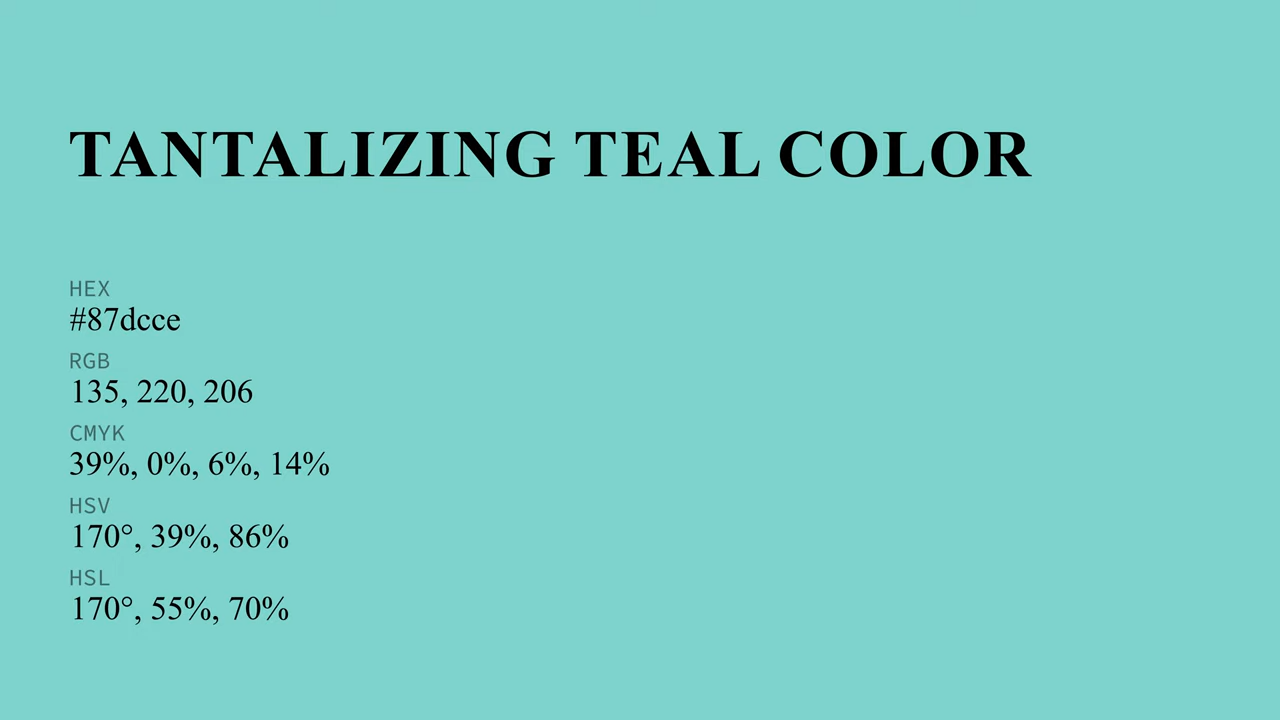 TANTALIZING TEAL COLOR
HEX
#87dcce
RGB
135, 220, 206
CMYK
39%, 0%, 6%, 14%
HSV
170°, 39%, 86%
HSL
170°, 55%, 70%